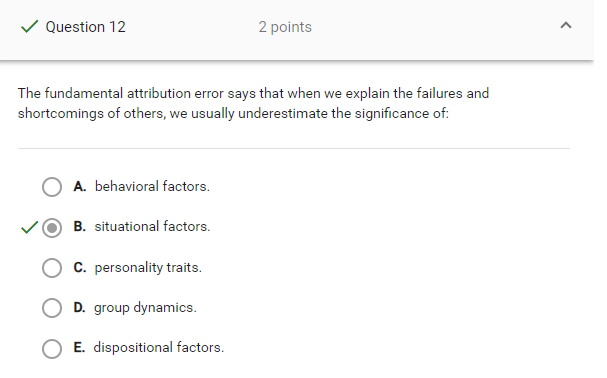 Question 12
2 points
The fundamental attribution error says that when we explain the failures and
shortcomings of others, we usually underestimate the significance of:
A. behavioral factors.
B. situational factors.
C. personality traits.
D. group dynamics.
E. dispositional factors.